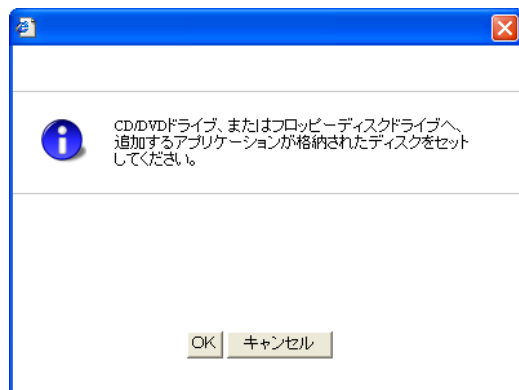 CD/DVDドライブ、またはフロッピーディスクドライブへ、
追加するアプリケーションが格納されたディスクをセット
してください。
OK キャンセル